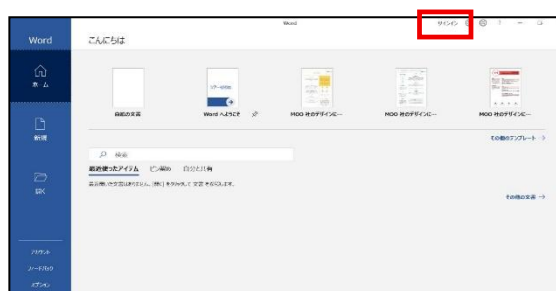 Word
サインイン
Word
こんにちは
ホーム
新規
開く
白紙の文書
Word へようこそ
MOO 社のデザインに…
MOO 社のデザインに…
MOO 社のデザインに…
その他のテンプレート →
検索
最近使ったアイテム ピン留め 自分と共有
その他の文書 →
アカウント
フィードバック
オプション